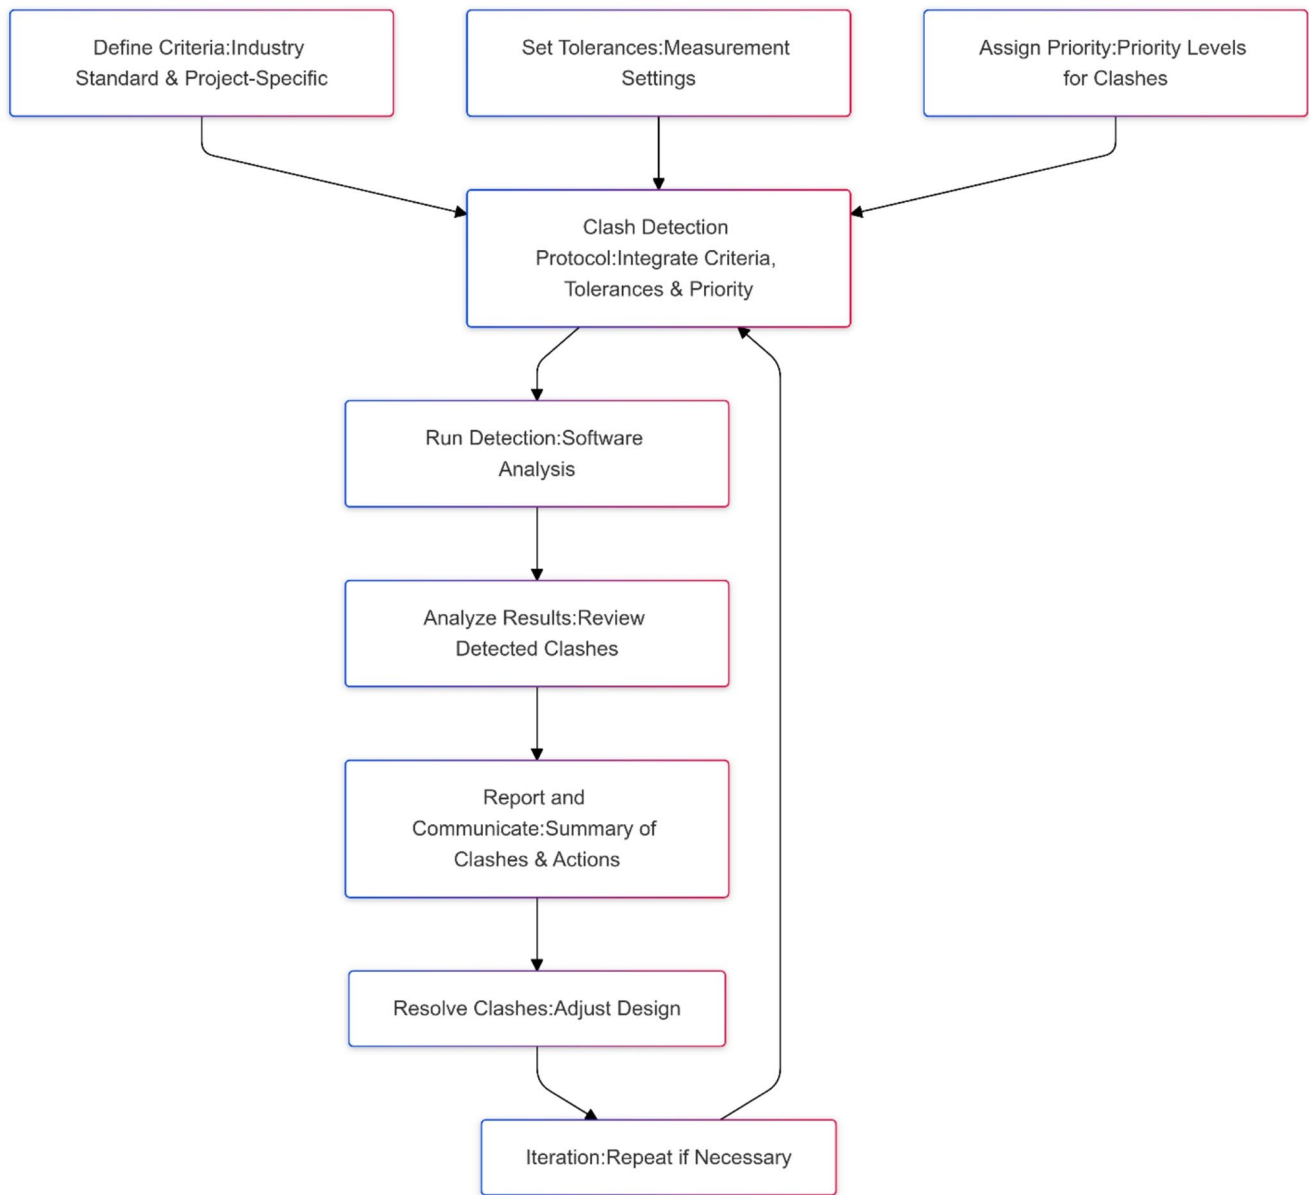 Define Criteria:Industry
Standard & Project-Specific
Set Tolerances:Measurement
Settings
Assign Priority:Priority Levels
for Clashes
Clash Detection
Protocol:Integrate Criteria,
Tolerances & Priority
Run Detection:Software
Analysis
Analyze Results:Review
Detected Clashes
Report and
Communicate:Summary of
Clashes & Actions
Resolve Clashes:Adjust Design
Iteration:Repeat if Necessary